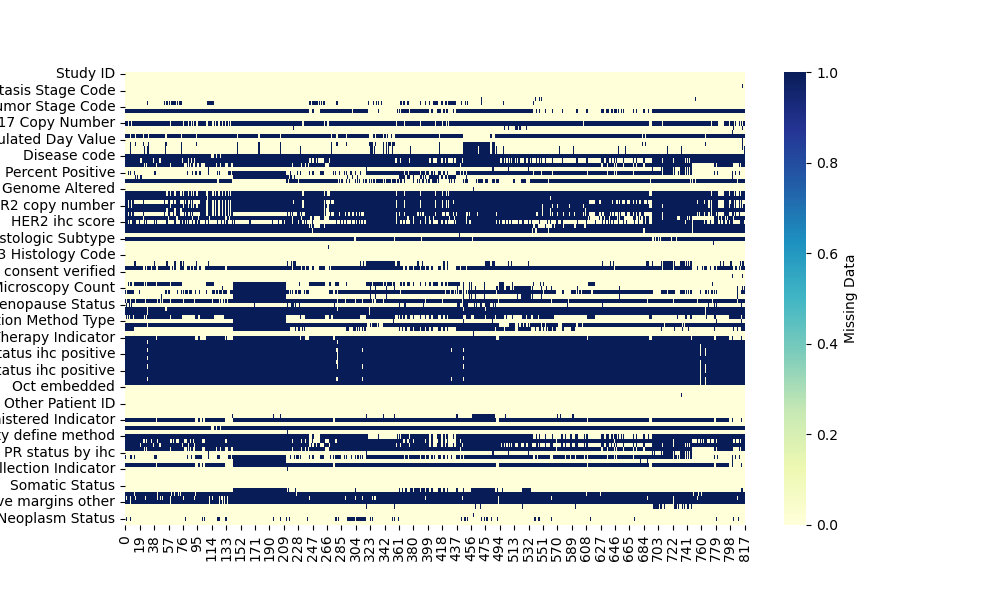 Study ID
tasis Stage Code
umor Stage Code
17 Copy Number
ulated Day Value
Disease code
Percent Positive
Genome Altered
R2 copy number
HER2 ihc score
stologic Subtype
3 Histology Code
consent verified
Microscopy Count
enopause Status
ion Method Type
herapy Indicator
tatus ihc positive
tatus ihc positive
Oct embedded
Other Patient ID
nistered Indicator
ty define method
PR status by ihc
llection Indicator
Somatic Status
ve margins other
Neoplasm Status
0 19 38 57 76 95 114 133 152 171 190 209 228 247 266 285 304 323 342 361 380 399 418 437 456 475 494 513 532 551 570 589 608 627 646 665 684 703 722 741 760 779 798 817
1.0
0.8
0.6
0.4
0.2
0.0
Missing Data